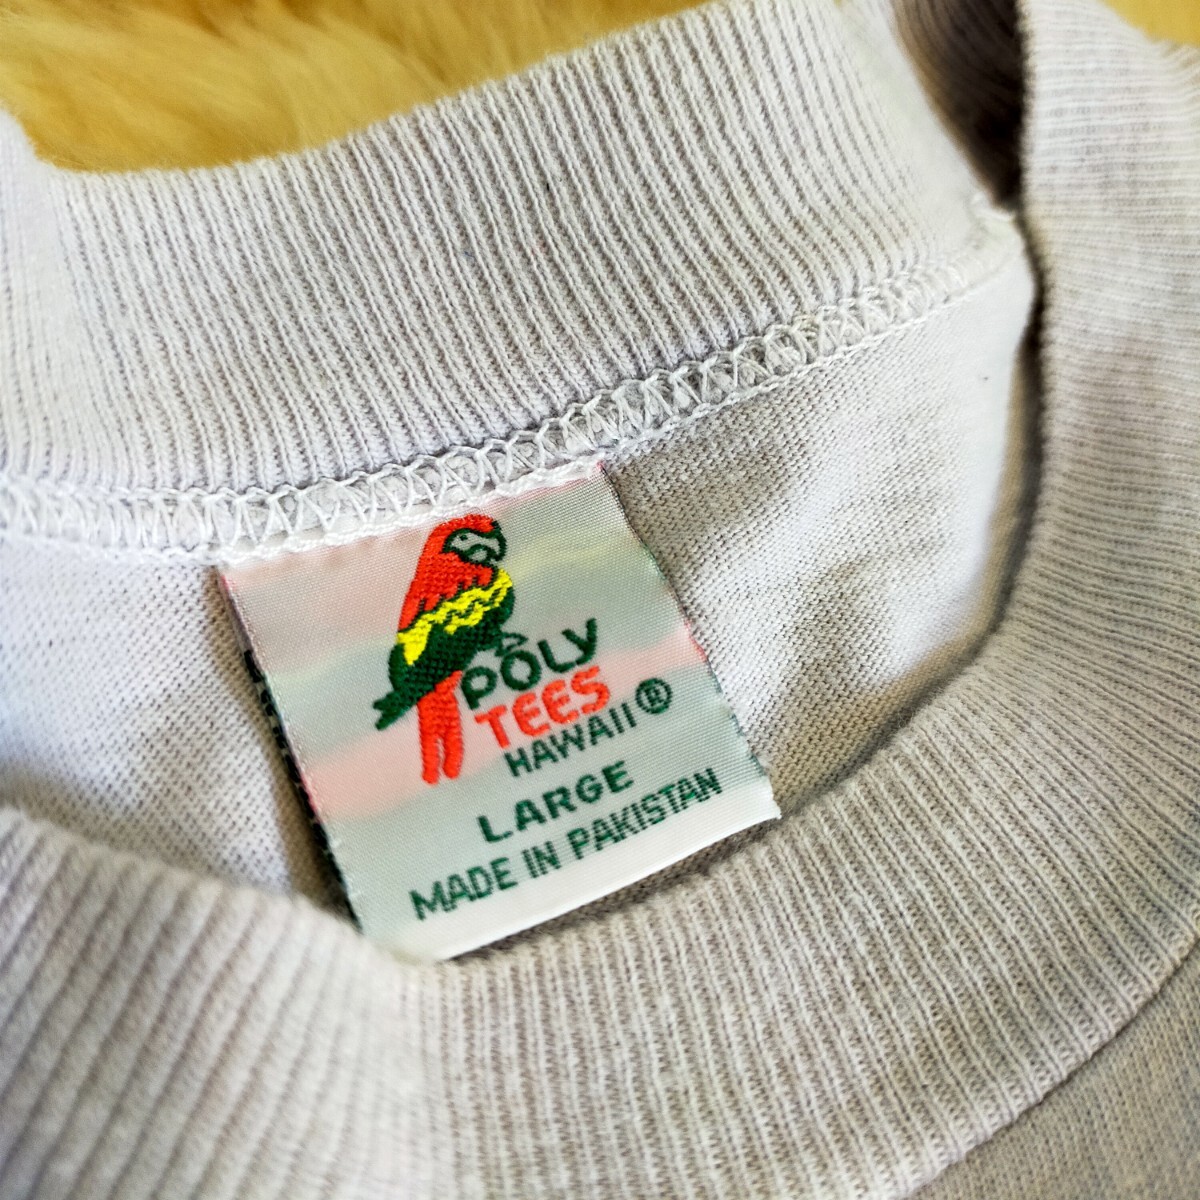 POLY
TEES
HAWAII®
LARGE
MADE IN PAKISTAN